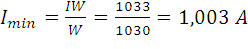 I_min = IW/W = 1033/1030 = 1,003 A